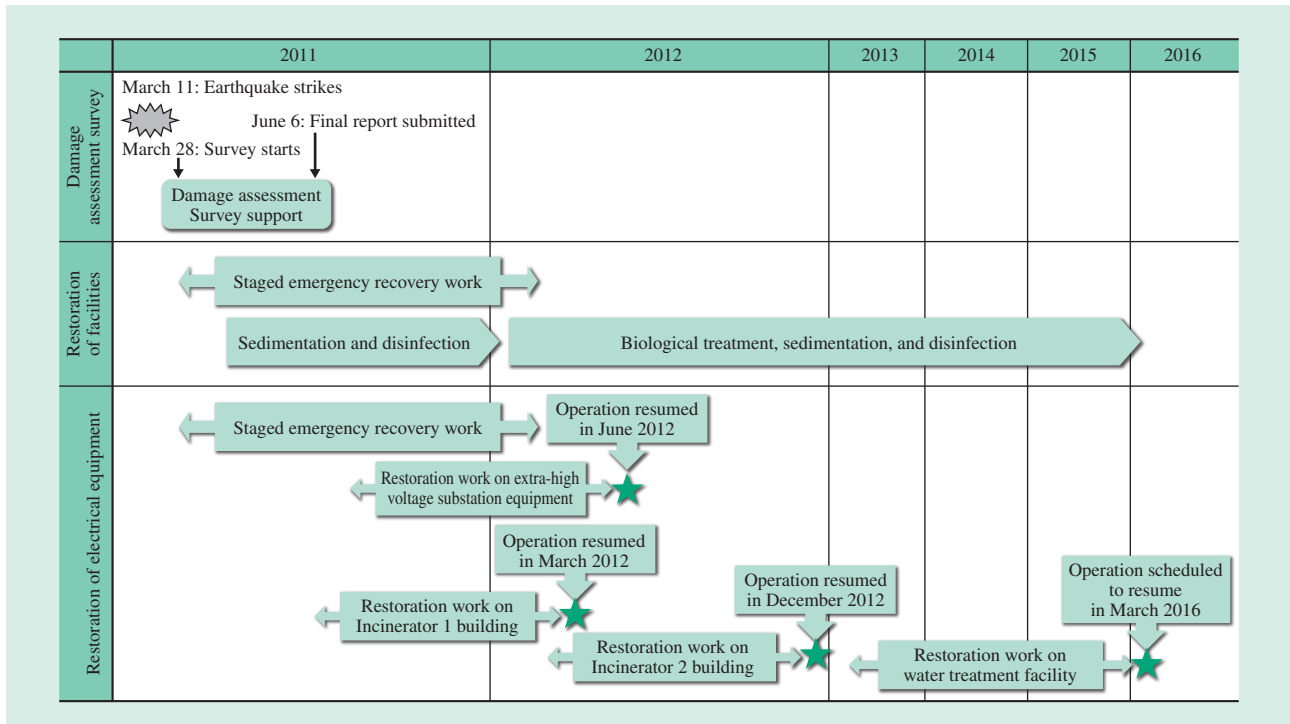 2011 2012 2013 2014 2015 2016
Damage
assessment survey
March 11: Earthquake strikes
June 6: Final report submitted
March 28: Survey starts
Damage assessment
Survey support
Restoration
of facilities
Staged emergency recovery work
Sedimentation and disinfection
Biological treatment, sedimentation, and disinfection
Restoration of electrical equipment
Staged emergency recovery work
Operation resumed
in June 2012
Restoration work on extra-high
voltage substation equipment
Operation resumed
in March 2012
Restoration work on
Incinerator 1 building
Operation resumed
in December 2012
Restoration work on
Incinerator 2 building
Operation scheduled
to resume
in March 2016
Restoration work on
water treatment facility